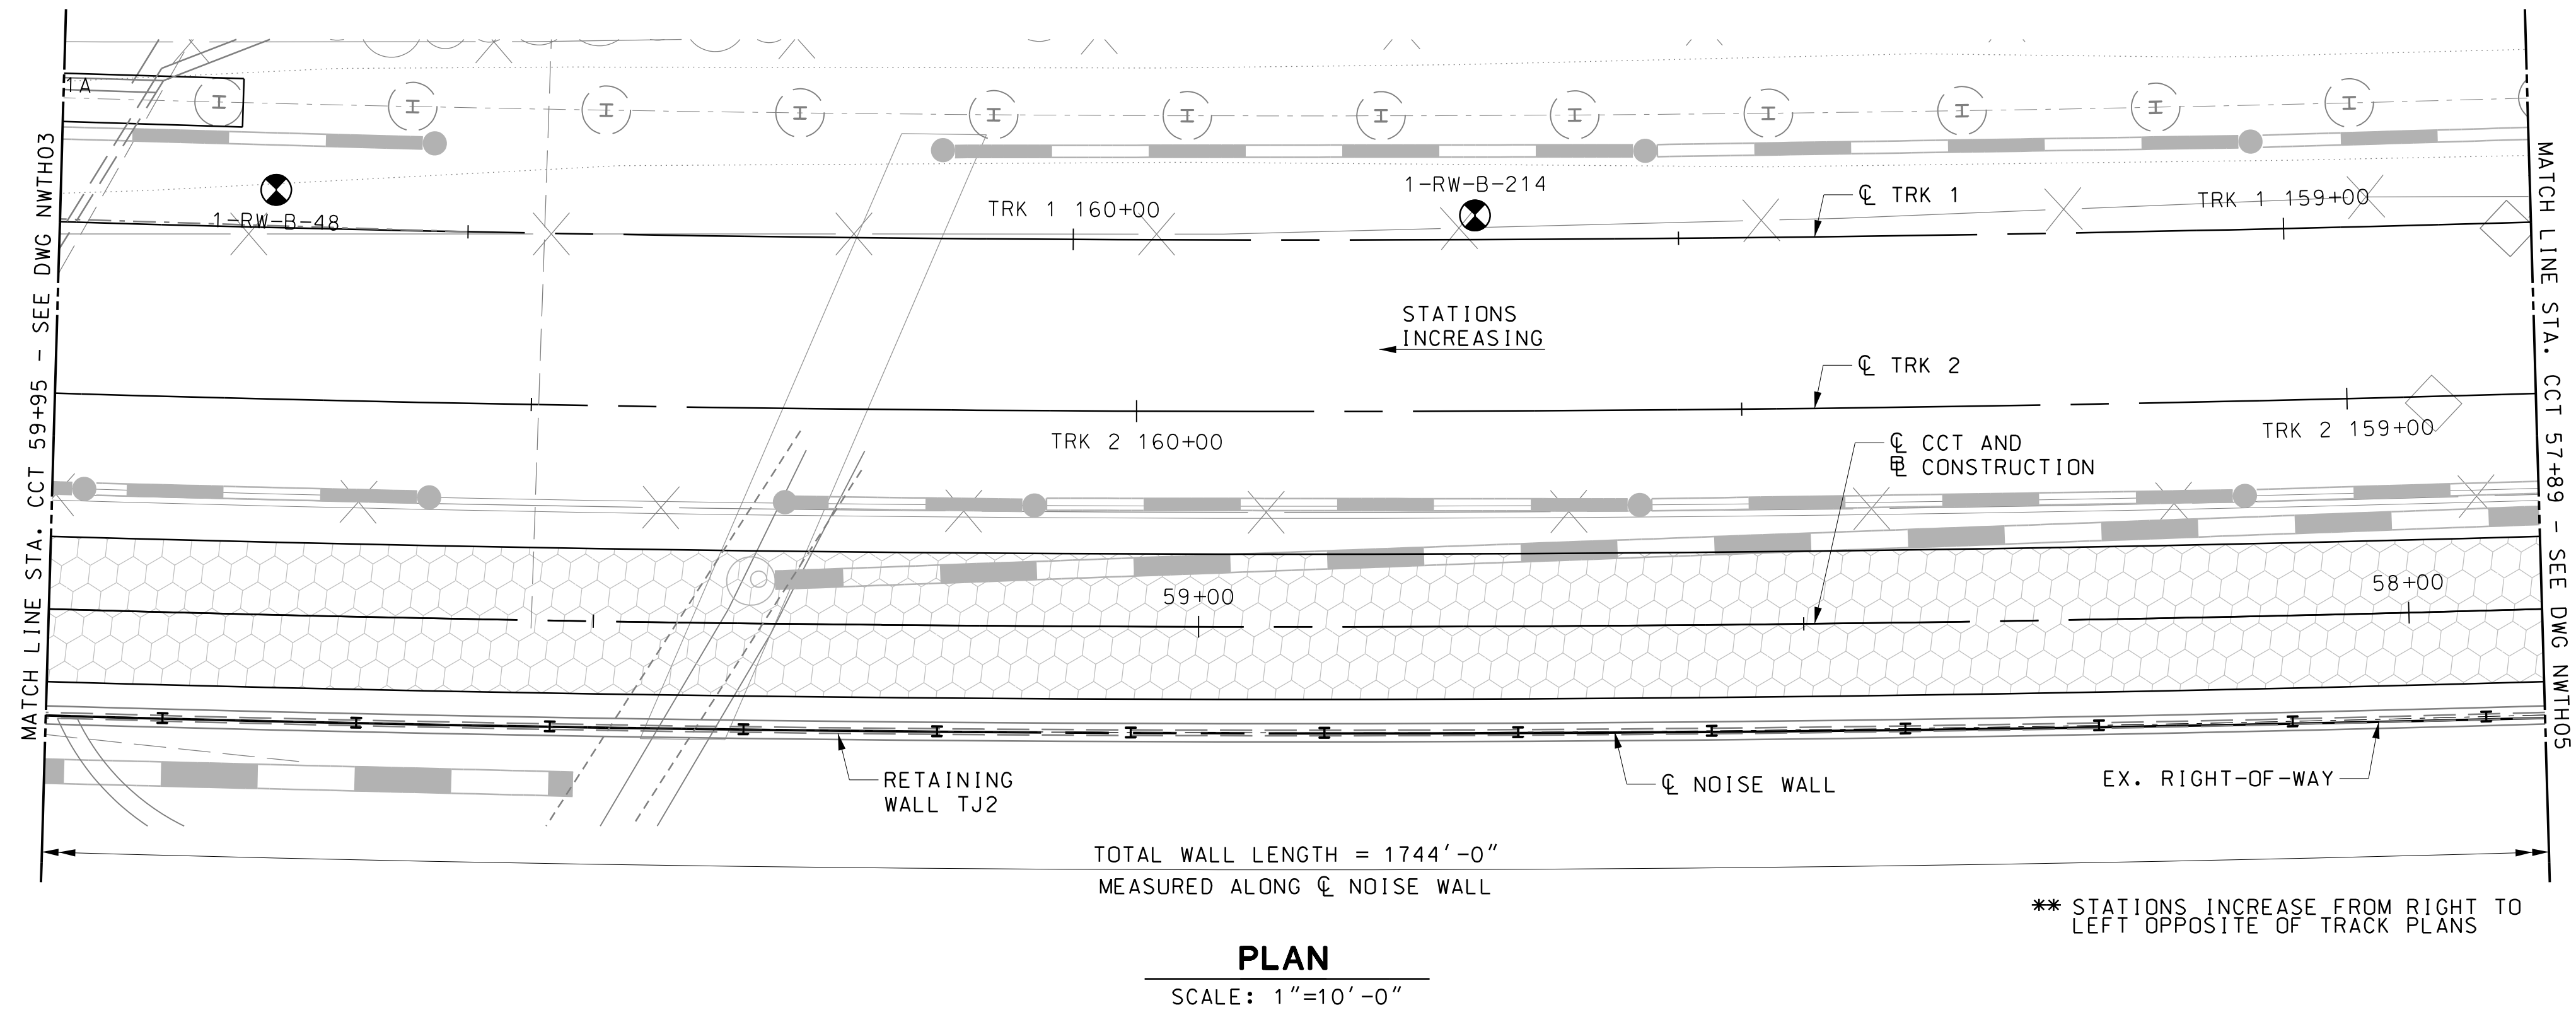 1A
MATCH LINE STA. CCT 59+95 - SEE DWG NWTH03
MATCH LINE STA. CCT 57+89 - SEE DWG NWTH05
1-RW-B-48
TRK 1 160+00
1-RW-B-214
℄ TRK 1
TRK 1 159+00
STATIONS
INCREASING
℄ TRK 2
TRK 2 160+00
TRK 2 159+00
℄ CCT AND
BL CONSTRUCTION
59+00
58+00
RETAINING
WALL TJ2
℄ NOISE WALL
EX. RIGHT-OF-WAY
TOTAL WALL LENGTH = 1744'-0"
MEASURED ALONG ℄ NOISE WALL
** STATIONS INCREASE FROM RIGHT TO
LEFT OPPOSITE OF TRACK PLANS
PLAN
SCALE: 1"=10'-0"